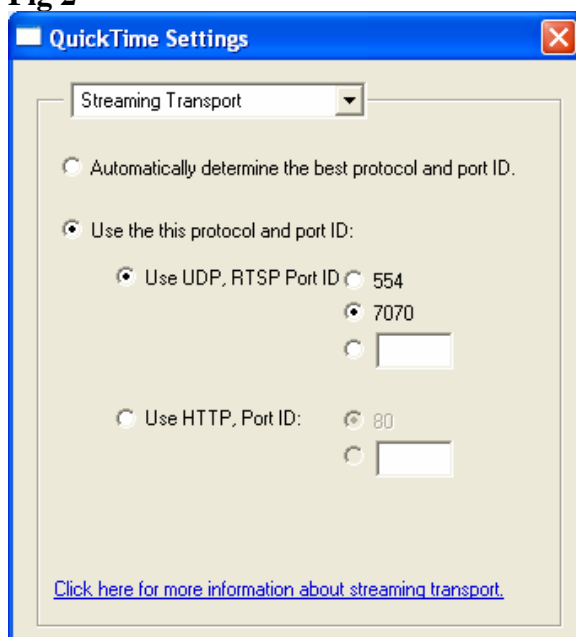 Fig 2
QuickTime Settings
Streaming Transport
Automatically determine the best protocol and port ID.
Use the this protocol and port ID:
Use UDP, RTSP Port ID 554
7070
Use HTTP, Port ID: 80
Click here for more information about streaming transport.